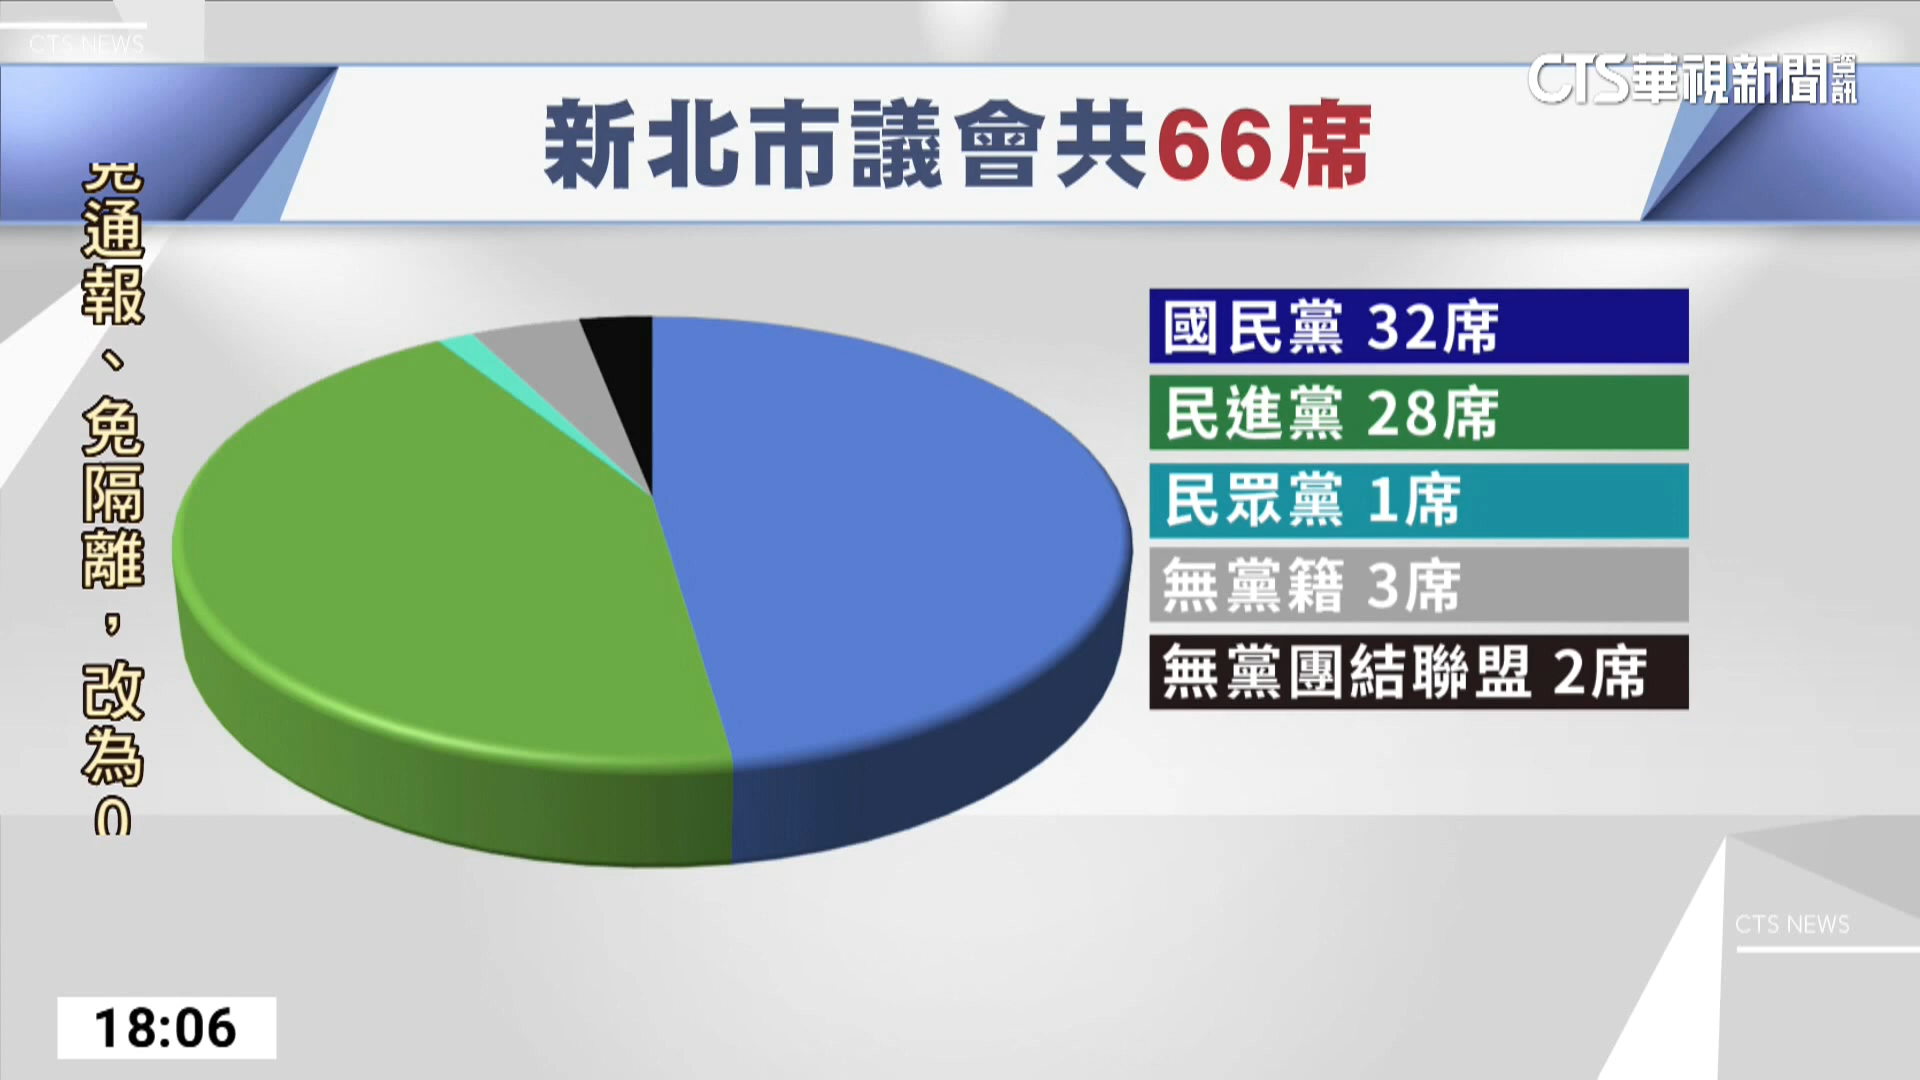 CTS NEWS
CTS華視新聞資訊
新北市議會共66席
免通報、免隔離，改為0
國民黨 32席
民進黨 28席
民眾黨 1席
無黨籍 3席
無黨團結聯盟 2席
CTS NEWS
18:06